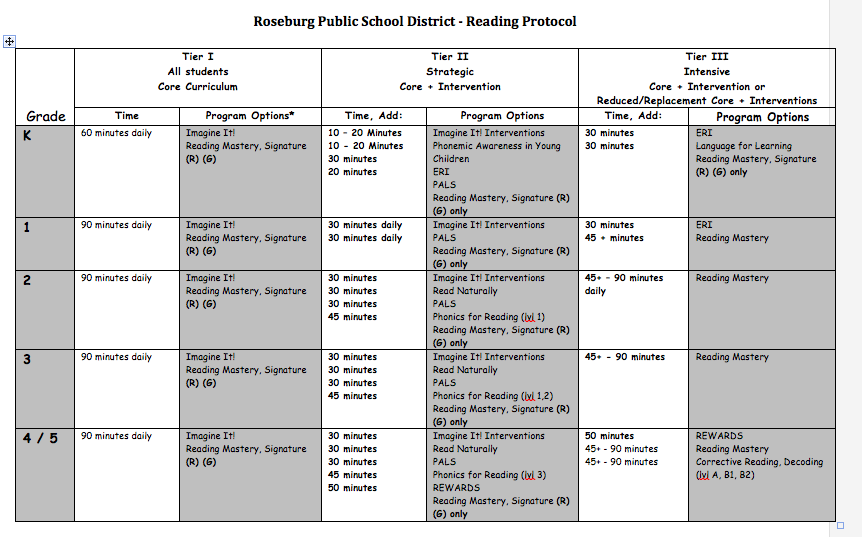 Roseburg Public School District - Reading Protocol
Grade
Tier I
All students
Core Curriculum
Tier II
Strategic
Core + Intervention
Tier III
Intensive
Core + Intervention or
Reduced/Replacement Core + Interventions
Time
Program Options*
Time, Add:
Program Options
Time, Add:
Program Options
K
60 minutes daily
Imagine It!
Reading Mastery, Signature
(R) (G)
10 - 20 Minutes
10 - 20 Minutes
30 minutes
20 minutes
Imagine It! Interventions
Phonemic Awareness in Young
Children
ERI
PALS
Reading Mastery, Signature (R)
(G) only
30 minutes
30 minutes
ERI
Language for Learning
Reading Mastery, Signature
(R) (G) only
1
90 minutes daily
Imagine It!
Reading Mastery, Signature
(R) (G)
30 minutes daily
30 minutes daily
Imagine It! Interventions
PALS
Reading Mastery, Signature (R)
(G) only
30 minutes
45 + minutes
ERI
Reading Mastery
2
90 minutes daily
Imagine It!
Reading Mastery, Signature
(R) (G)
30 minutes
30 minutes
30 minutes
45 minutes
Imagine It! Interventions
Read Naturally
PALS
Phonics for Reading (lvl 1)
Reading Mastery, Signature (R)
(G) only
45+ - 90 minutes
daily
Reading Mastery
3
90 minutes daily
Imagine It!
Reading Mastery, Signature
(R) (G)
30 minutes
30 minutes
30 minutes
45 minutes
Imagine It! Interventions
Read Naturally
PALS
Phonics for Reading (lvl 1,2)
Reading Mastery, Signature (R)
(G) only
45+ - 90 minutes
Reading Mastery
4 / 5
90 minutes daily
Imagine It!
Reading Mastery, Signature
(R) (G)
30 minutes
30 minutes
30 minutes
45 minutes
50 minutes
Imagine It! Interventions
Read Naturally
PALS
Phonics for Reading (lvl 3)
REWARDS
Reading Mastery, Signature (R)
(G) only
50 minutes
45+ - 90 minutes
45+ - 90 minutes
REWARDS
Reading Mastery
Corrective Reading, Decoding
(lvl A, B1, B2)